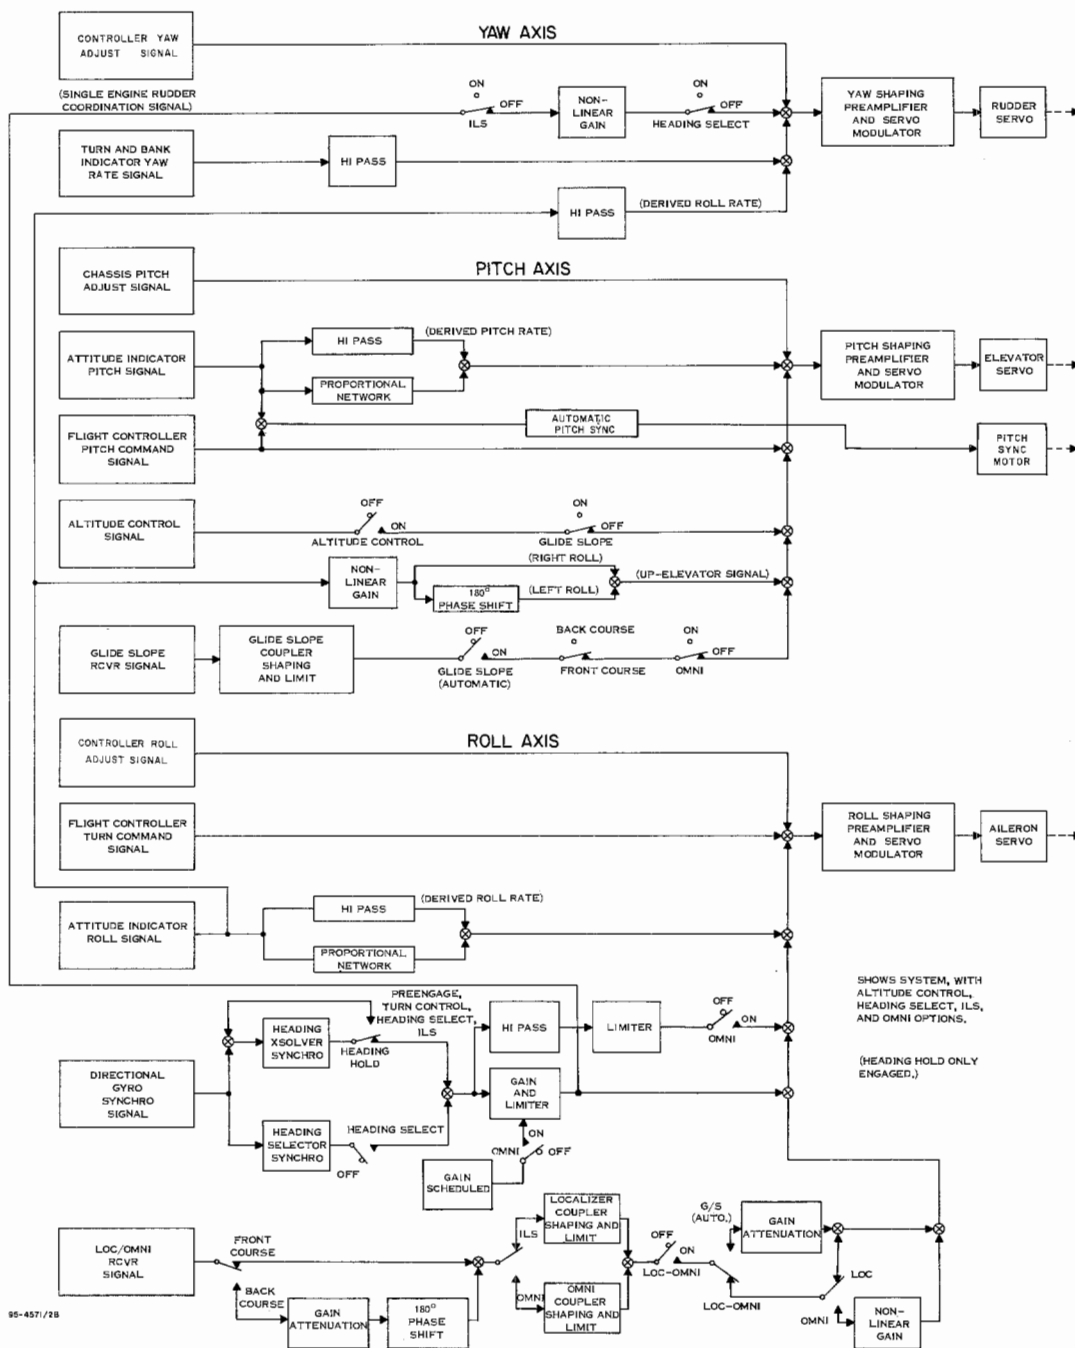 YAW AXIS
CONTROLLER YAW
ADJUST SIGNAL
(SINGLE ENGINE RUDDER
COORDINATION SIGNAL)
ON
OFF
ILS
NON-
LINEAR
GAIN
ON
OFF
HEADING SELECT
YAW SHAPING
PREAMPLIFIER
AND SERVO
MODULATOR
RUDDER
SERVO
TURN AND BANK
INDICATOR YAW
RATE SIGNAL
HI PASS
HI PASS
(DERIVED ROLL RATE)
PITCH AXIS
CHASSIS PITCH
ADJUST SIGNAL
ATTITUDE INDICATOR
PITCH SIGNAL
HI PASS
(DERIVED PITCH RATE)
PROPORTIONAL
NETWORK
PITCH SHAPING
PREAMPLIFIER
AND SERVO
MODULATOR
ELEVATOR
SERVO
FLIGHT CONTROLLER
PITCH COMMAND
SIGNAL
AUTOMATIC
PITCH SYNC
PITCH
SYNC
MOTOR
ALTITUDE CONTROL
SIGNAL
OFF
ON
ALTITUDE CONTROL
ON
OFF
GLIDE SLOPE
NON-
LINEAR
GAIN
(RIGHT ROLL)
180°
PHASE SHIFT
(LEFT ROLL)
(UP-ELEVATOR SIGNAL)
GLIDE SLOPE
RCVR SIGNAL
GLIDE SLOPE
COUPLER
SHAPING
AND LIMIT
OFF
ON
GLIDE SLOPE
(AUTOMATIC)
BACK COURSE
FRONT COURSE
ON
OFF
OMNI
ROLL AXIS
CONTROLLER ROLL
ADJUST SIGNAL
FLIGHT CONTROLLER
TURN COMMAND
SIGNAL
ROLL SHAPING
PREAMPLIFIER
AND SERVO
MODULATOR
AILERON
SERVO
ATTITUDE INDICATOR
ROLL SIGNAL
HI PASS
(DERIVED ROLL RATE)
PROPORTIONAL
NETWORK
SHOWS SYSTEM, WITH
ALTITUDE CONTROL,
HEADING SELECT, ILS,
AND OMNI OPTIONS.
(HEADING HOLD ONLY
ENGAGED.)
DIRECTIONAL
GYRO
SYNCHRO
SIGNAL
HEADING
XSOLVER
SYNCHRO
PREENGAGE,
TURN CONTROL,
HEADING SELECT,
ILS
HEADING
HOLD
HI PASS
LIMITER
OFF
ON
OMNI
GAIN
AND
LIMITER
HEADING
SELECTOR
SYNCHRO
HEADING SELECT
OFF
ON
OMNI
OFF
GAIN
SCHEDULED
LOC/OMNI
RCVR
SIGNAL
FRONT
COURSE
BACK
COURSE
GAIN
ATTENUATION
180°
PHASE
SHIFT
ILS
OMNI
LOCALIZER
COUPLER
SHAPING AND
LIMIT
OMNI
COUPLER
SHAPING AND
LIMIT
OFF
ON
LOC-OMNI
G/S
(AUTO.)
LOC-OMNI
GAIN
ATTENUATION
LOC
OMNI
NON-
LINEAR
GAIN
95-4571/2B